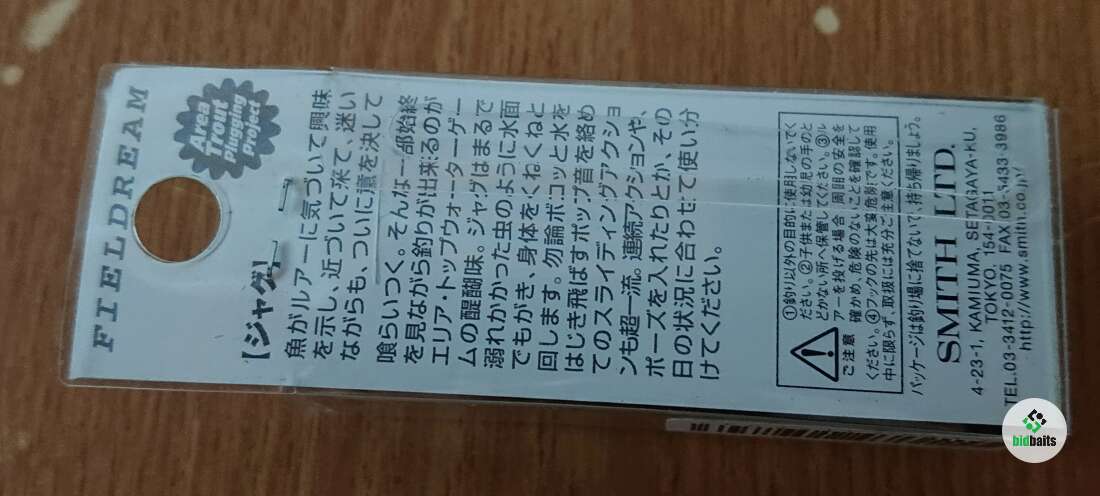 FIELDREAM
Area
Trout
Plugging
Project
【ジャグ】
魚がルアーに気づいて興味
を示し、近づいて来て、迷い
ながらも、ついに意を決して
喰らいつく。そんな一部始終
を見ながら釣りが出来るのが
エリア・トップウォーターゲー
ムの醍醐味。ジャグはまるで
溺れかかった虫のように水面
でもがき、身体をくねくねと
回します。勿論ボコッと水を
はじき飛ばすポップ音を絡め
てのスライディングアクショ
ンも超一流。連続アクションや、
ポーズを入れたりとか、その
日の状況に合わせて使い分
けてください。
ご注意
①釣り以外の目的に使用しないでく
ださい。②子供または幼児の手のと
どかない所へ保管してください。③ル
アーを投げる場合 周囲の安全を
確かめ、危険のないことを確認して
ください。④フックの先は大変危険です。使用
中に限らず、取扱には充分ご注意ください。
パッケージは釣り場に捨てないで、持ち帰りましょう。
SMITH LTD.
4-23-1, KAMIUMA, SETAGAYA-KU,
TOKYO, 154-0011
TEL.03-3412-0075 FAX 03-3433-3986
http://www.smith.co.jp/
bidbaits